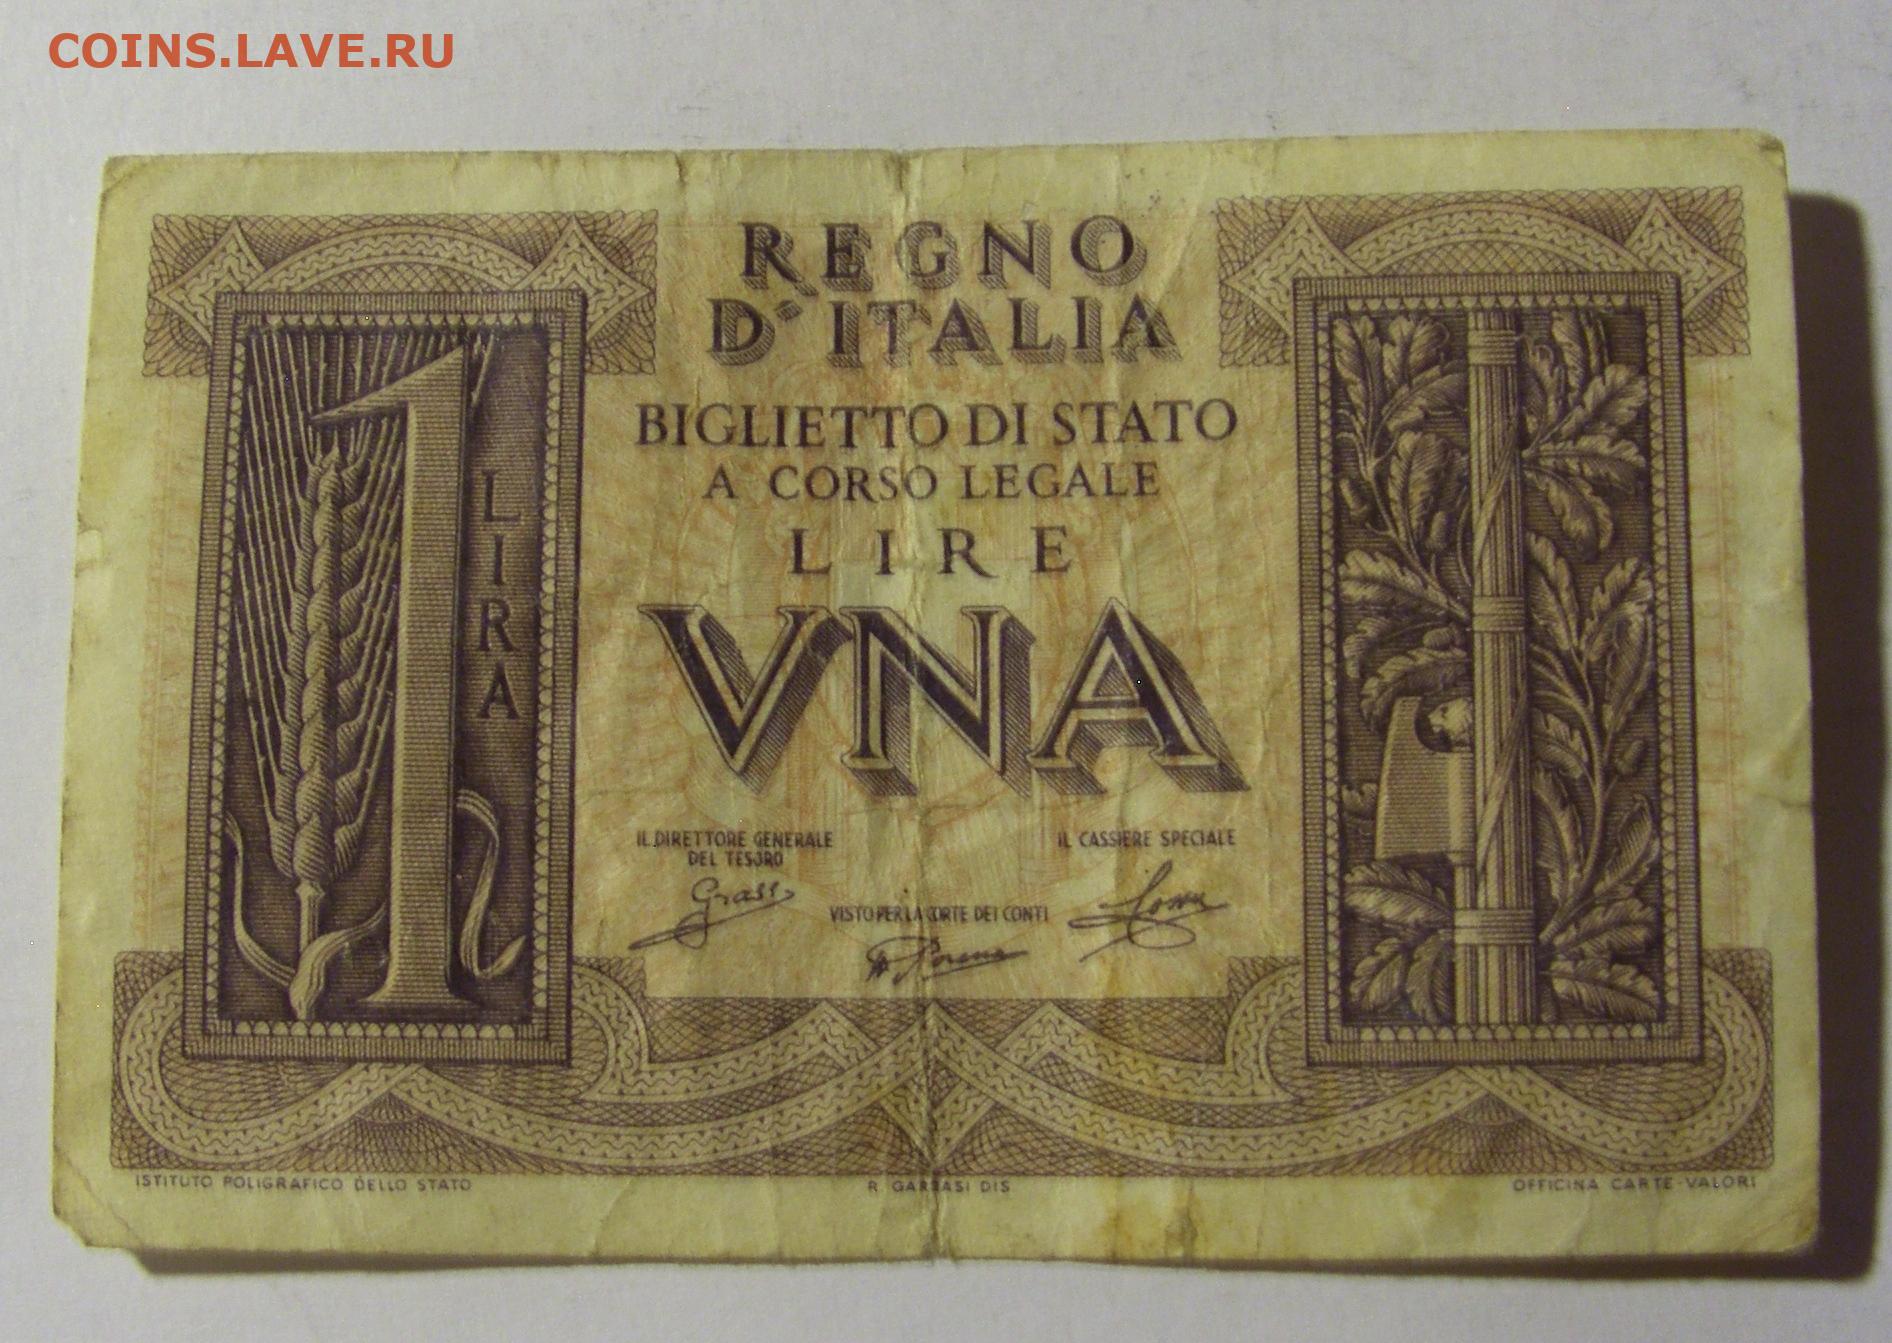 COINS.LAVE.RU
REGNO
D'ITALIA
BIGLIETTO DI STATO
A CORSO LEGALE
LIRE
VNA
1
LIRA
IL DIRETTORE GENERALE
DEL TESORO
IL CASSIERE SPECIALE
VISTO PER LA CORTE DEI CONTI
ISTITUTO POLIGRAFICO DELLO STATO
R. GARRASI DIS
OFFICINA CARTE-VALORI